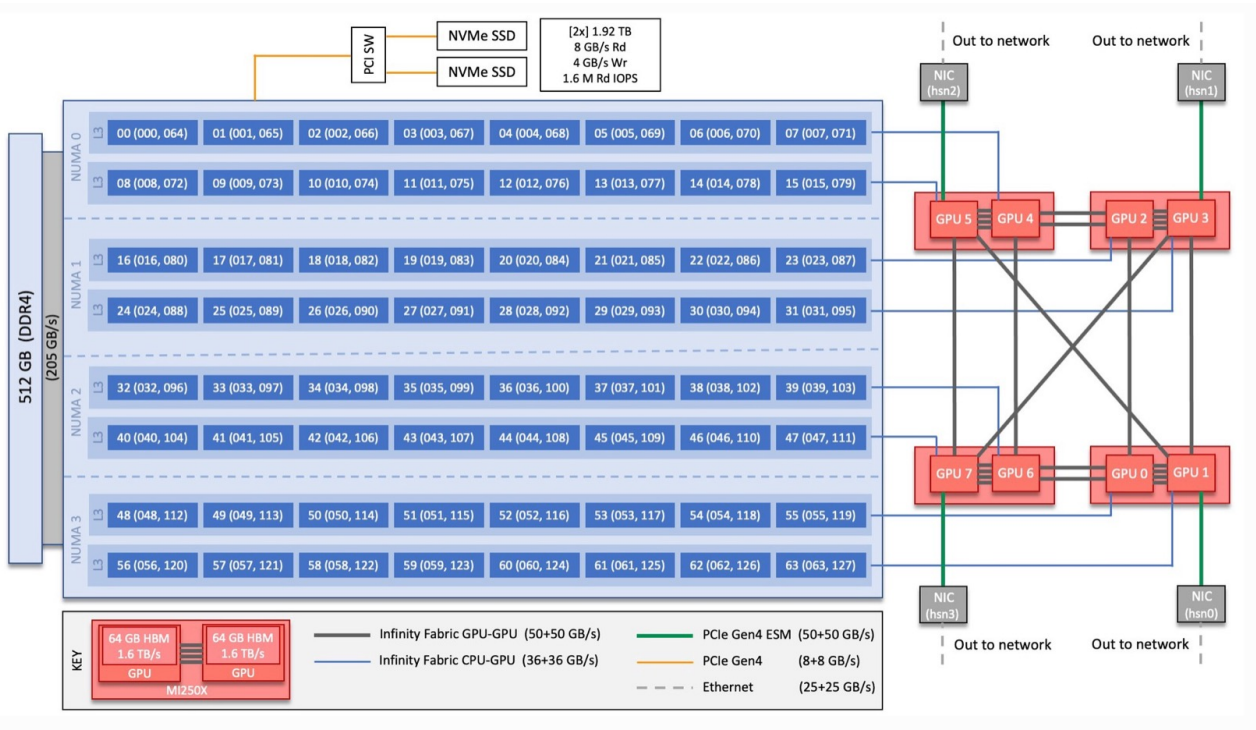 NVMe SSD
NVMe SSD
PCI SW
[2x] 1.92 TB
8 GB/s Rd
4 GB/s Wr
1.6 M Rd IOPS
Out to network
Out to network
NIC
(hsn2)
NIC
(hsn1)
512 GB (DDR4)
(205 GB/s)
NUMA 0
L3
00 (000, 064) 01 (001, 065) 02 (002, 066) 03 (003, 067) 04 (004, 068) 05 (005, 069) 06 (006, 070) 07 (007, 071)
L3
08 (008, 072) 09 (009, 073) 10 (010, 074) 11 (011, 075) 12 (012, 076) 13 (013, 077) 14 (014, 078) 15 (015, 079)
NUMA 1
L3
16 (016, 080) 17 (017, 081) 18 (018, 082) 19 (019, 083) 20 (020, 084) 21 (021, 085) 22 (022, 086) 23 (023, 087)
L3
24 (024, 088) 25 (025, 089) 26 (026, 090) 27 (027, 091) 28 (028, 092) 29 (029, 093) 30 (030, 094) 31 (031, 095)
NUMA 2
L3
32 (032, 096) 33 (033, 097) 34 (034, 098) 35 (035, 099) 36 (036, 100) 37 (037, 101) 38 (038, 102) 39 (039, 103)
L3
40 (040, 104) 41 (041, 105) 42 (042, 106) 43 (043, 107) 44 (044, 108) 45 (045, 109) 46 (046, 110) 47 (047, 111)
NUMA 3
L3
48 (048, 112) 49 (049, 113) 50 (050, 114) 51 (051, 115) 52 (052, 116) 53 (053, 117) 54 (054, 118) 55 (055, 119)
L3
56 (056, 120) 57 (057, 121) 58 (058, 122) 59 (059, 123) 60 (060, 124) 61 (061, 125) 62 (062, 126) 63 (063, 127)
GPU 5 GPU 4 GPU 2 GPU 3
GPU 7 GPU 6 GPU 0 GPU 1
NIC
(hsn3)
NIC
(hsn0)
Out to network
Out to network
KEY
64 GB HBM
1.6 TB/s
GPU
64 GB HBM
1.6 TB/s
GPU
MI250X
Infinity Fabric GPU-GPU (50+50 GB/s)
Infinity Fabric CPU-GPU (36+36 GB/s)
PCIe Gen4 ESM (50+50 GB/s)
PCIe Gen4 (8+8 GB/s)
Ethernet (25+25 GB/s)